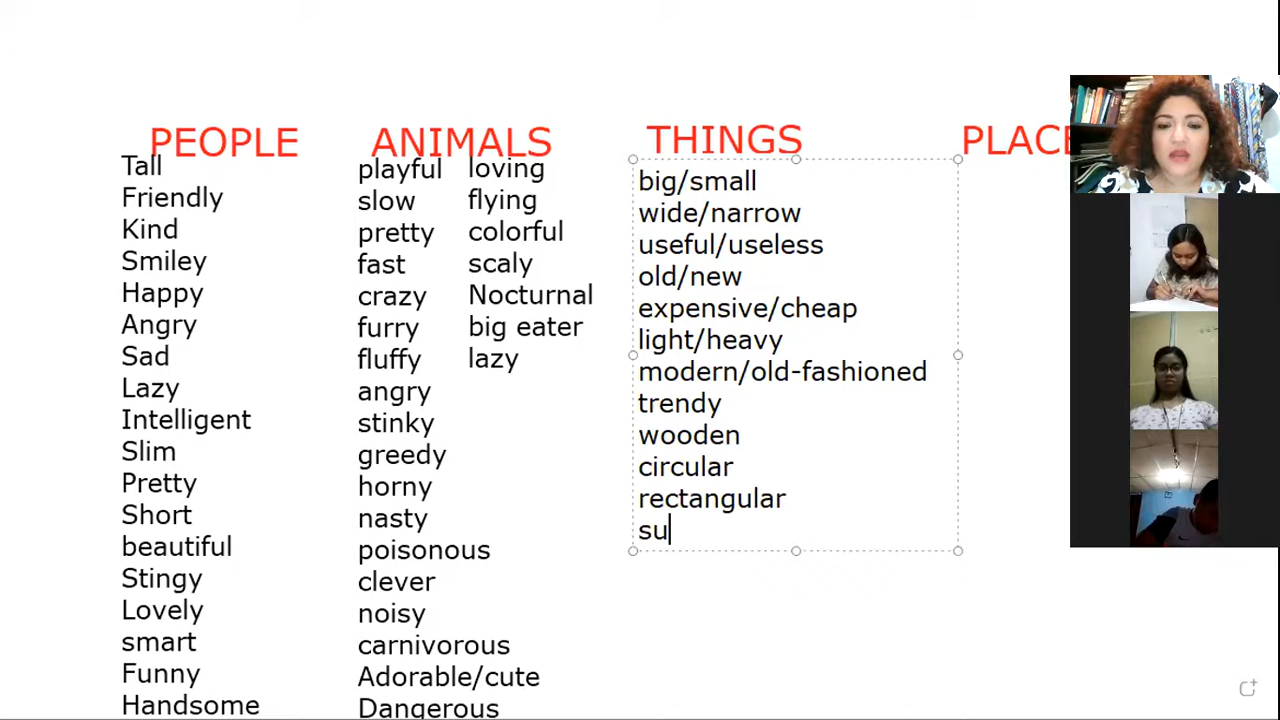 PEOPLE
Tall
Friendly
Kind
Smiley
Happy
Angry
Sad
Lazy
Intelligent
Slim
Pretty
Short
beautiful
Stingy
Lovely
smart
Funny
Handsome
ANIMALS
playful
slow
pretty
fast
crazy
furry
fluffy
angry
stinky
greedy
horny
nasty
poisonous
clever
noisy
carnivorous
Adorable/cute
Dangerous
loving
flying
colorful
scaly
Nocturnal
big eater
lazy
THINGS
big/small
wide/narrow
useful/useless
old/new
expensive/cheap
light/heavy
modern/old-fashioned
trendy
wooden
circular
rectangular
su
PLACE